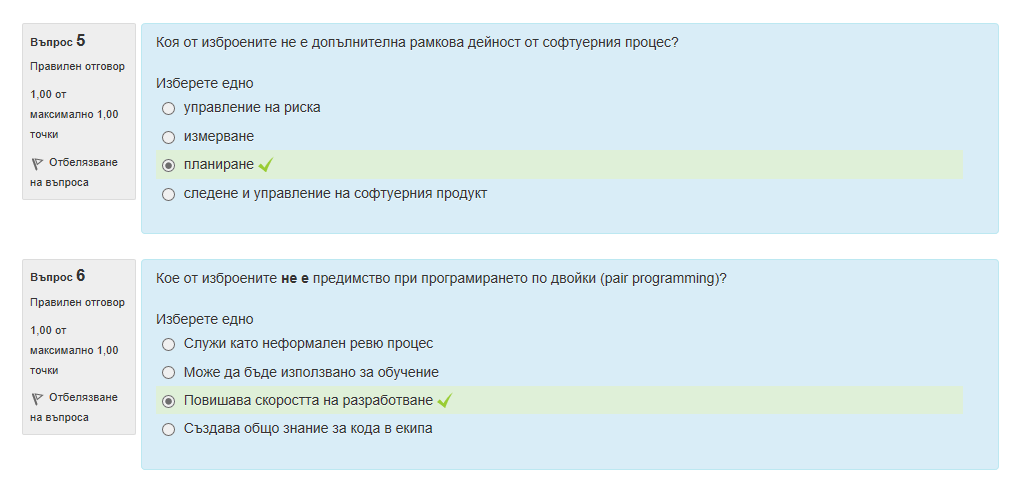 Въпрос 5
Правилен отговор
1,00 от
максимално 1,00
точки
Отбелязване
на въпроса
Коя от изброените не е допълнителна рамкова дейност от софтуерния процес?
Изберете едно
управление на риска
измерване
планиране
следене и управление на софтуерния продукт
Въпрос 6
Правилен отговор
1,00 от
максимално 1,00
точки
Отбелязване
на въпроса
Кое от изброените не е предимство при програмирането по двойки (pair programming)?
Изберете едно
Служи като неформален ревю процес
Може да бъде използвано за обучение
Повишава скоростта на разработване
Създава общо знание за кода в екипа